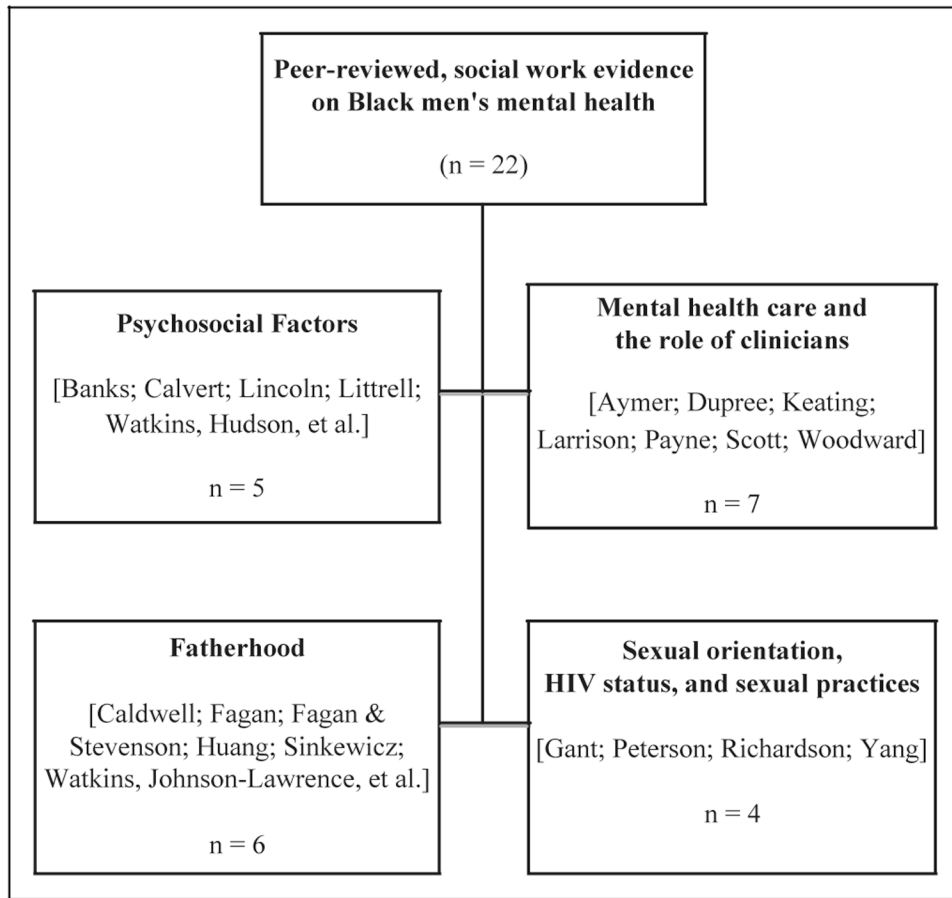 Peer-reviewed, social work evidence
on Black men's mental health
(n = 22)
Psychosocial Factors
[Banks; Calvert; Lincoln; Littrell;
Watkins, Hudson, et al.]
n = 5
Mental health care and
the role of clinicians
[Aymer; Dupree; Keating;
Larrison; Payne; Scott; Woodward]
n = 7
Fatherhood
[Caldwell; Fagan; Fagan &
Stevenson; Huang; Sinkewicz;
Watkins, Johnson-Lawrence, et al.]
n = 6
Sexual orientation,
HIV status, and sexual practices
[Gant; Peterson; Richardson; Yang]
n = 4